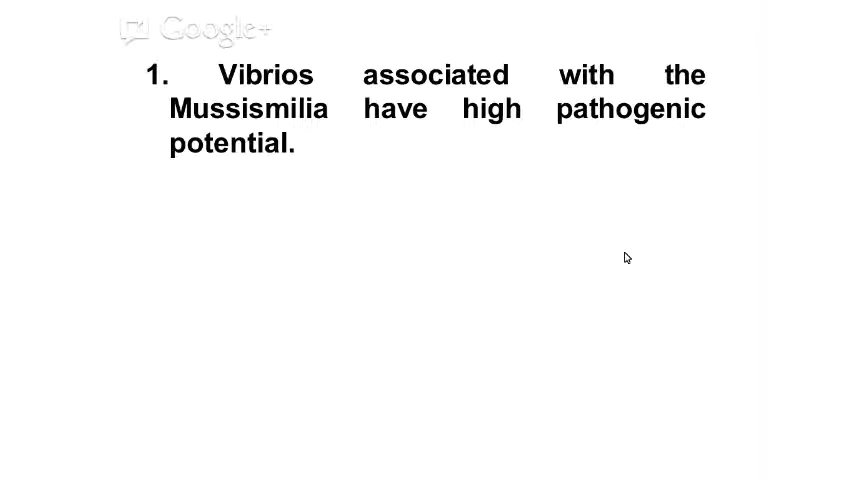 Google+
1. Vibrios associated with the
Mussismilia have high pathogenic
potential.